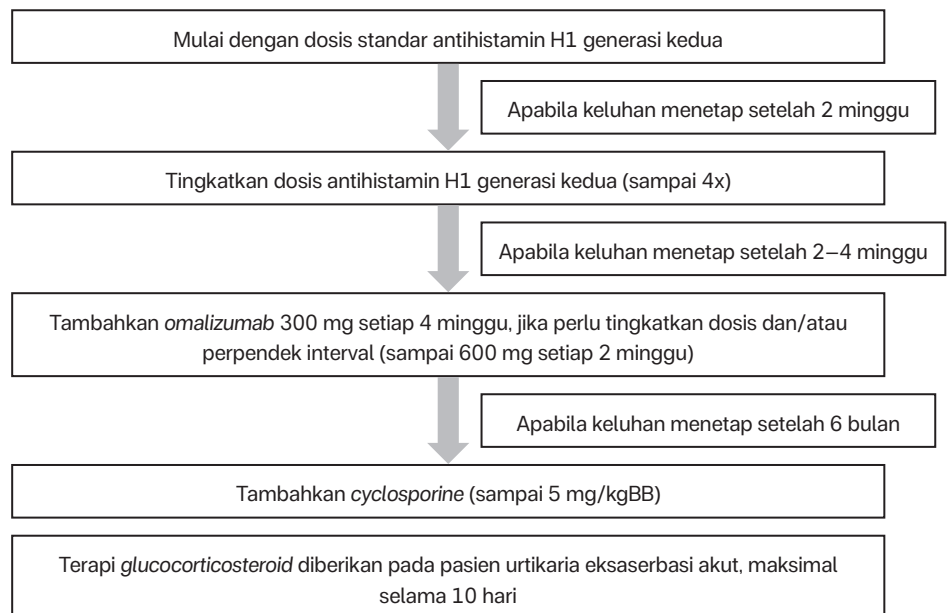 Mulai dengan dosis standar antihistamin H1 generasi kedua
Apabila keluhan menetap setelah 2 minggu
Tingkatkan dosis antihistamin H1 generasi kedua (sampai 4x)
Apabila keluhan menetap setelah 2–4 minggu
Tambahkan omalizumab 300 mg setiap 4 minggu, jika perlu tingkatkan dosis dan/atau
perpendek interval (sampai 600 mg setiap 2 minggu)
Apabila keluhan menetap setelah 6 bulan
Tambahkan cyclosporine (sampai 5 mg/kgBB)
Terapi glucocorticosteroid diberikan pada pasien urtikaria eksaserbasi akut, maksimal
selama 10 hari